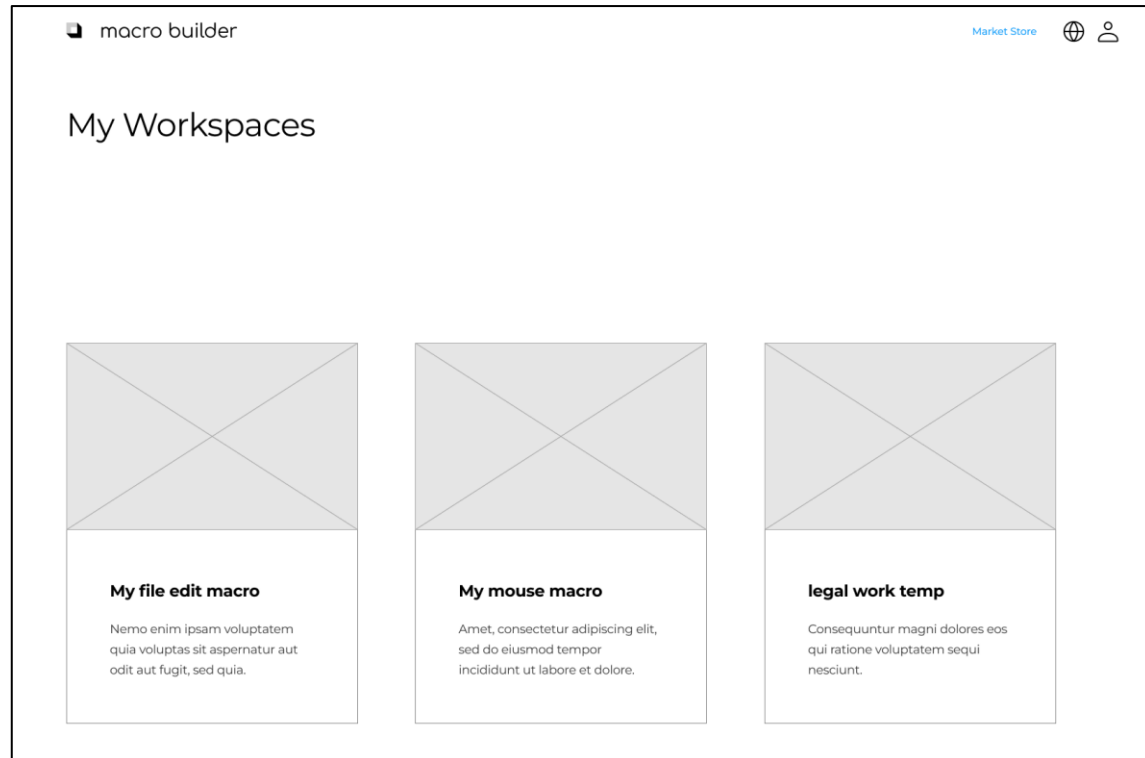 macro builder
Market Store
My Workspaces
My file edit macro
Nemo enim ipsam voluptatem
quia voluptas sit aspernatur aut
odit aut fugit, sed quia.
My mouse macro
Amet, consectetur adipiscing elit,
sed do eiusmod tempor
incididunt ut labore et dolore.
legal work temp
Consequuntur magni dolores eos
qui ratione voluptatem sequi
nesciunt.